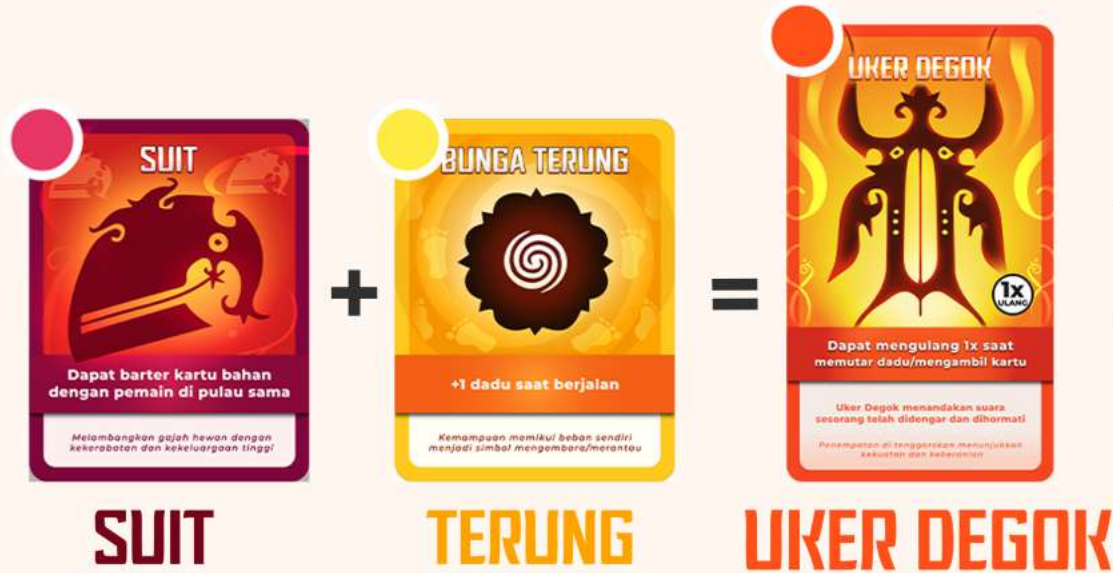 SUIT
Dapat barter kartu bahan
dengan pemain di pulau sama
Melambangkan gajah hewan dengan
kekerabatan dan kekeluargaan tinggi
SUIT
+
BUNGA TERUNG
+1 dadu saat berjalan
Kemampuan memikul beban sendiri
menjadi simbol mengembara/merantau
TERUNG
=
UKER DEGOK
1X
ULANG
Dapat mengulang 1x saat
memutar dadu/mengambil kartu
Uker Degok menandakan suara
sesorang telah didengar dan dihormati
Penempatan di tenggorokan menunjukkan
kekuatan dan keberanian
UKER DEGOK